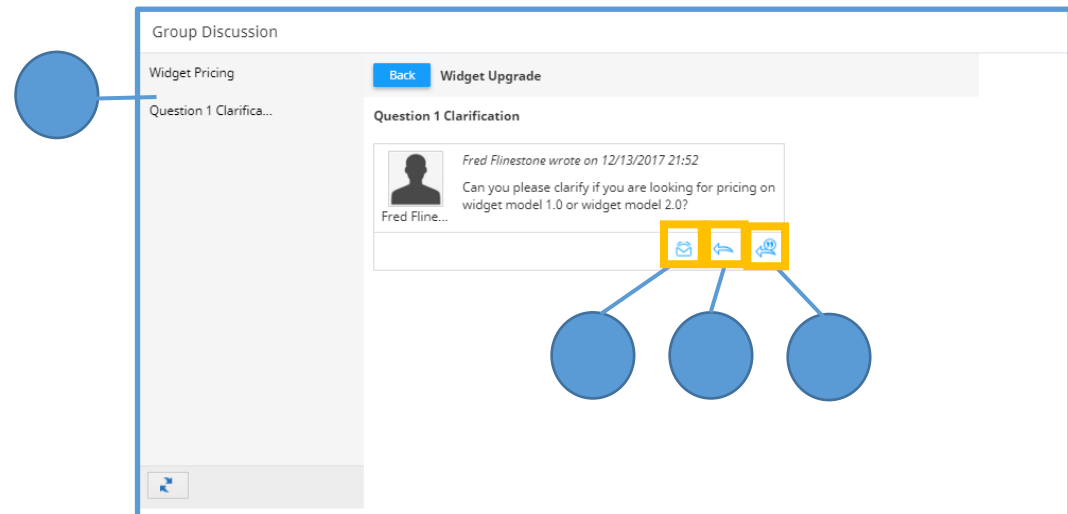 Group Discussion
Widget Pricing
Question 1 Clarifica...
Back Widget Upgrade
Question 1 Clarification
Fred Flinestone wrote on 12/13/2017 21:52
Can you please clarify if you are looking for pricing on
widget model 1.0 or widget model 2.0?
Fred Fline...